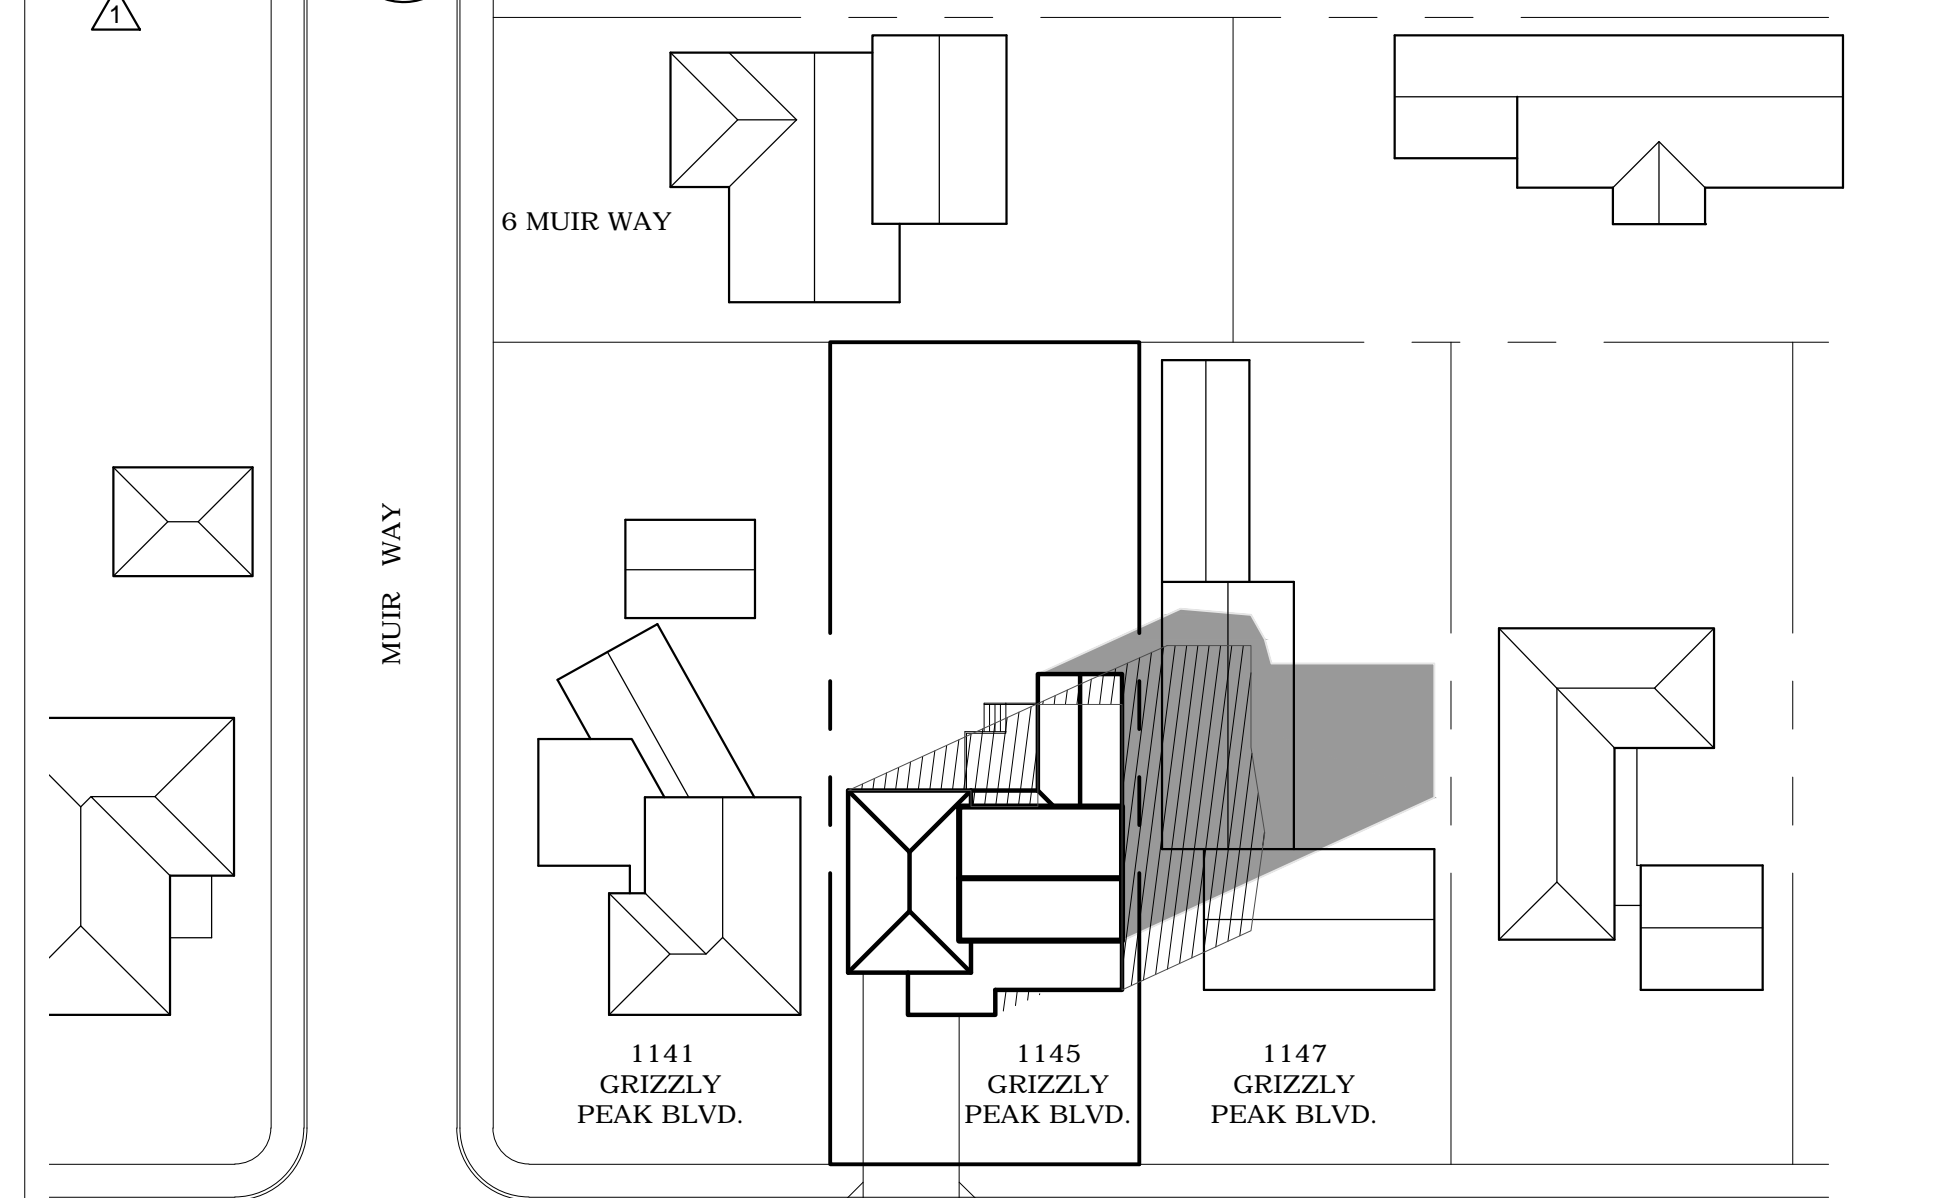 1
6 MUIR WAY
MUIR WAY
1141
GRIZZLY
PEAK BLVD.
1145
GRIZZLY
PEAK BLVD.
1147
GRIZZLY
PEAK BLVD.